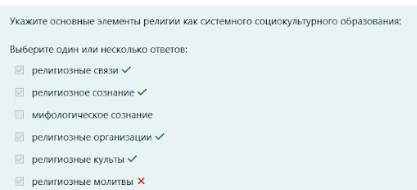 Укажите основные элементы религии как системного социокультурного образования:
Выберите один или несколько ответов:
религиозные связи ✓
религиозное сознание ✓
мифологическое сознание
религиозные организации ✓
религиозные культы ✓
религиозные молитвы ✗